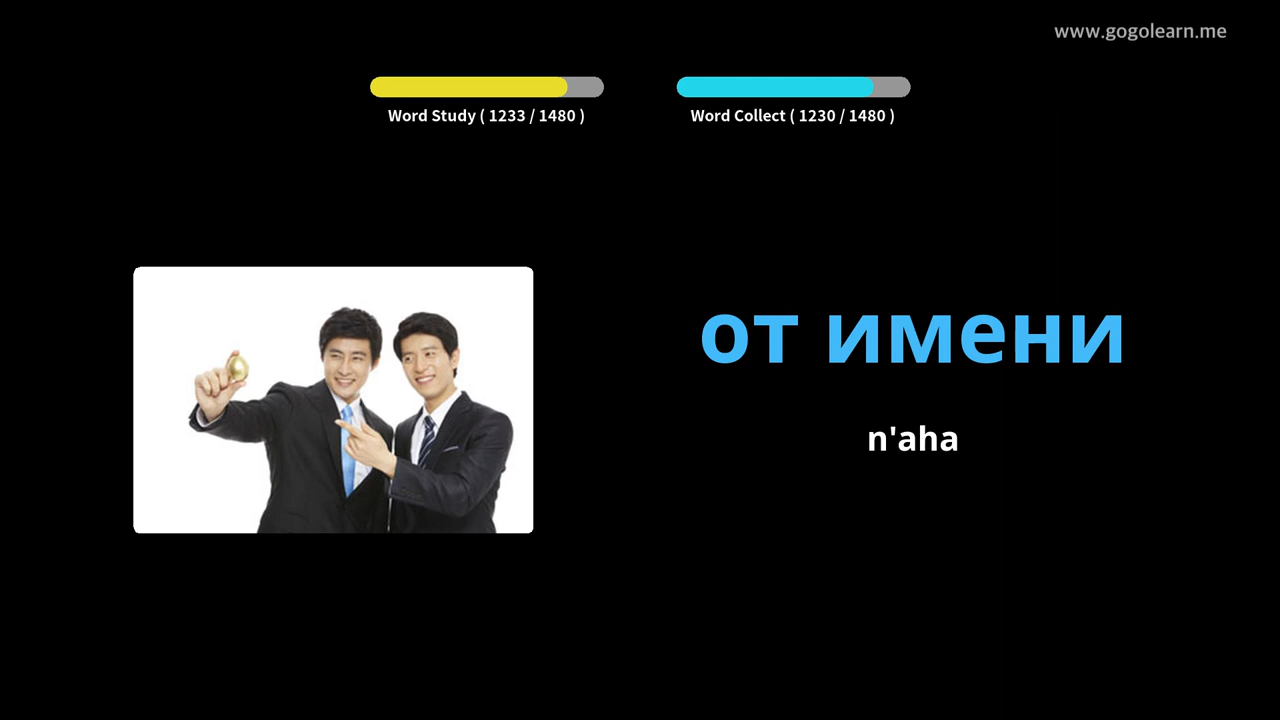 www.gogolearn.me
Word Study ( 1233 / 1480 )
Word Collect ( 1230 / 1480 )
от имени
n'aha